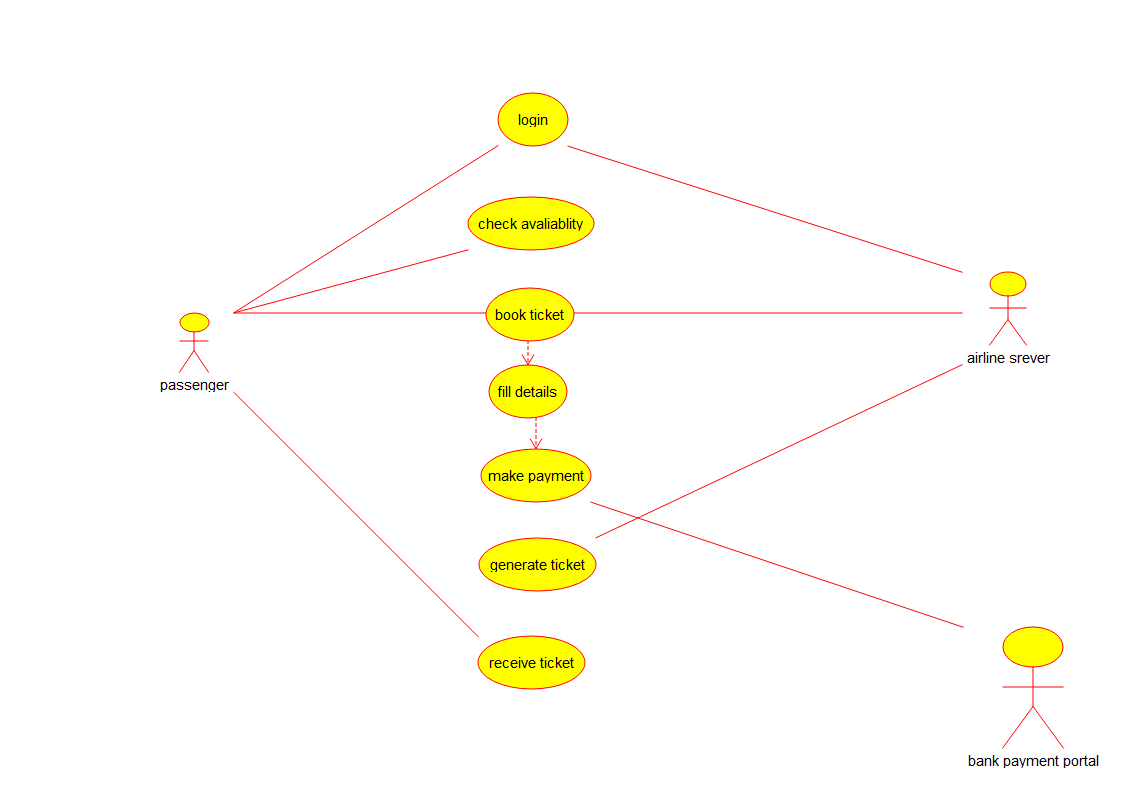 login
check avaliablity
book ticket
passenger
airline srever
fill details
make payment
generate ticket
receive ticket
bank payment portal